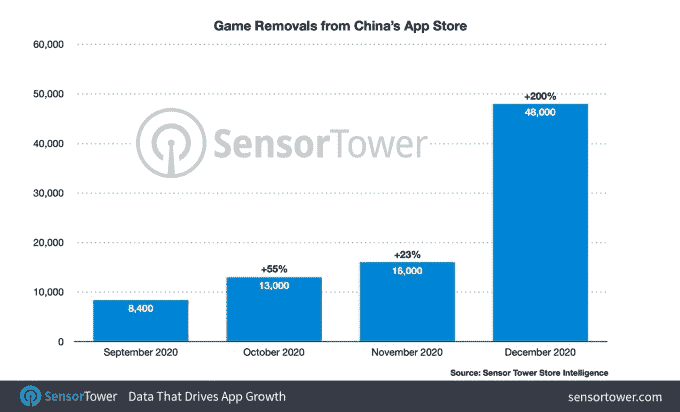 Game Removals from China's App Store
60,000
50,000
40,000
30,000
20,000
10,000
0
SensorTower
+200%
48,000
+23%
16,000
+55%
13,000
8,400
September 2020
October 2020
November 2020
December 2020
Source: Sensor Tower Store Intelligence
SensorTower Data That Drives App Growth sensortower.com